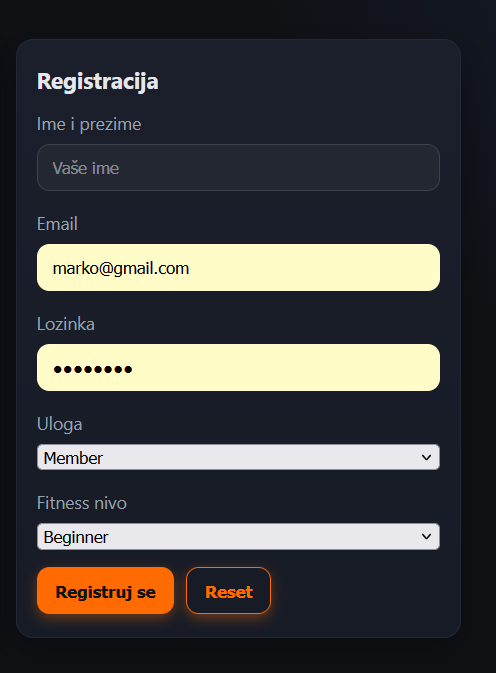 Registracija
Ime i prezime
Vaše ime
Email
marko@gmail.com
Lozinka
●●●●●●●●
Uloga
Member
Fitness nivo
Beginner
Registruj se Reset